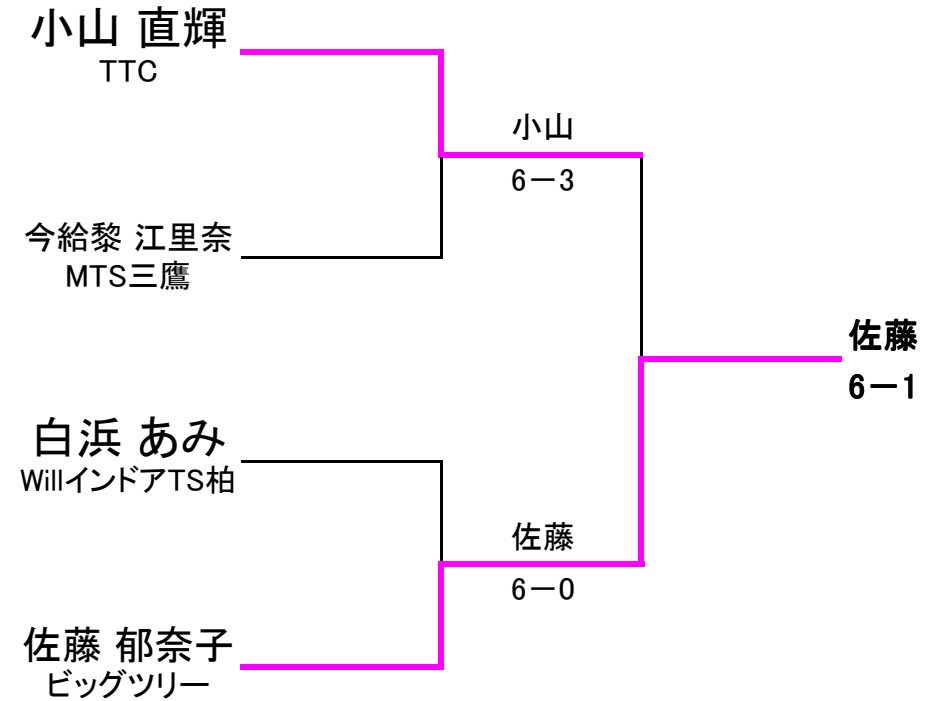 小山 直輝
TTC
小山
6－3
今給黎 江里奈
MTS三鷹
佐藤
6－1
白浜 あみ
WillインドアTS柏
佐藤
6－0
佐藤 郁奈子
ビッグツリー